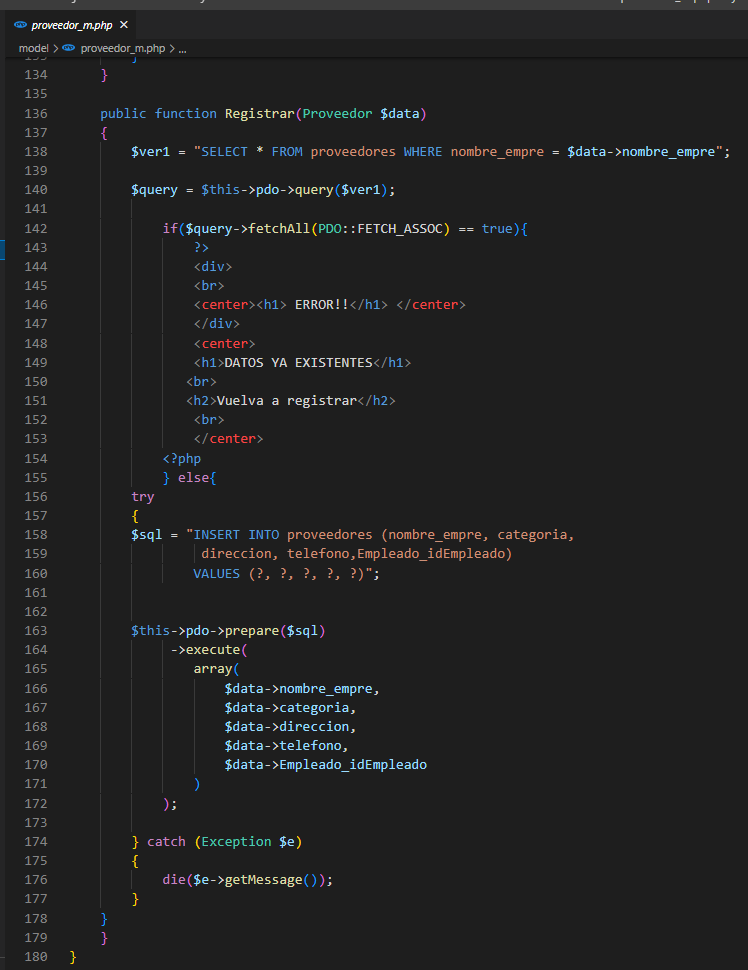 proveedor_m.php ×
model > proveedor_m.php > ...
134 }
135
136 public function Registrar(Proveedor $data)
137 {
138 $ver1 = "SELECT * FROM proveedores WHERE nombre_empre = $data->nombre_empre";
139
140 $query = $this->pdo->query($ver1);
141
142 if($query->fetchAll(PDO::FETCH_ASSOC) == true){
143 ?>
144 <div>
145 <br>
146 <center><h1> ERROR!!</h1> </center>
147 </div>
148 <center>
149 <h1>DATOS YA EXISTENTES</h1>
150 <br>
151 <h2>Vuelva a registrar</h2>
152 <br>
153 </center>
154 <?php
155 } else{
156 try
157 {
158 $sql = "INSERT INTO proveedores (nombre_empre, categoria,
159 direccion, telefono,Empleado_idEmpleado)
160 VALUES (?, ?, ?, ?, ?)";
161
162
163 $this->pdo->prepare($sql)
164 ->execute(
165 array(
166 $data->nombre_empre,
167 $data->categoria,
168 $data->direccion,
169 $data->telefono,
170 $data->Empleado_idEmpleado
171 )
172 );
173
174 } catch (Exception $e)
175 {
176 die($e->getMessage());
177 }
178 }
179 }
180 }